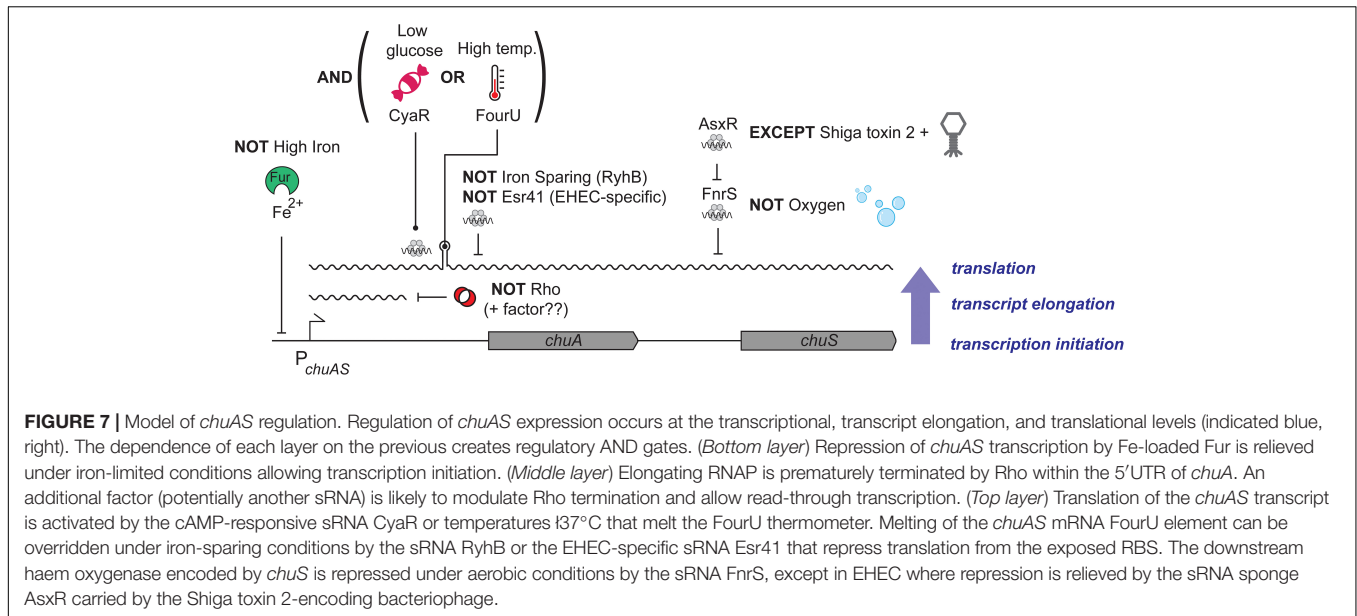 Low
glucose
High temp.
AND
OR
CyaR
FourU
NOT High Iron
Fur
Fe2+
NOT Iron Sparing (RyhB)
NOT Esr41 (EHEC-specific)
AsxR
EXCEPT Shiga toxin 2 +
FnrS
NOT Oxygen
translation
NOT Rho
(+ factor??)
transcript elongation
chuA
chuS
transcription initiation
PchuAS
FIGURE 7 | Model of chuAS regulation. Regulation of chuAS expression occurs at the transcriptional, transcript elongation, and translational levels (indicated blue,
right). The dependence of each layer on the previous creates regulatory AND gates. (Bottom layer) Repression of chuAS transcription by Fe-loaded Fur is relieved
under iron-limited conditions allowing transcription initiation. (Middle layer) Elongating RNAP is prematurely terminated by Rho within the 5′UTR of chuA. An
additional factor (potentially another sRNA) is likely to modulate Rho termination and allow read-through transcription. (Top layer) Translation of the chuAS transcript
is activated by the cAMP-responsive sRNA CyaR or temperatures ł37°C that melt the FourU thermometer. Melting of the chuAS mRNA FourU element can be
overridden under iron-sparing conditions by the sRNA RyhB or the EHEC-specific sRNA Esr41 that repress translation from the exposed RBS. The downstream
haem oxygenase encoded by chuS is repressed under aerobic conditions by the sRNA FnrS, except in EHEC where repression is relieved by the sRNA sponge
AsxR carried by the Shiga toxin 2-encoding bacteriophage.